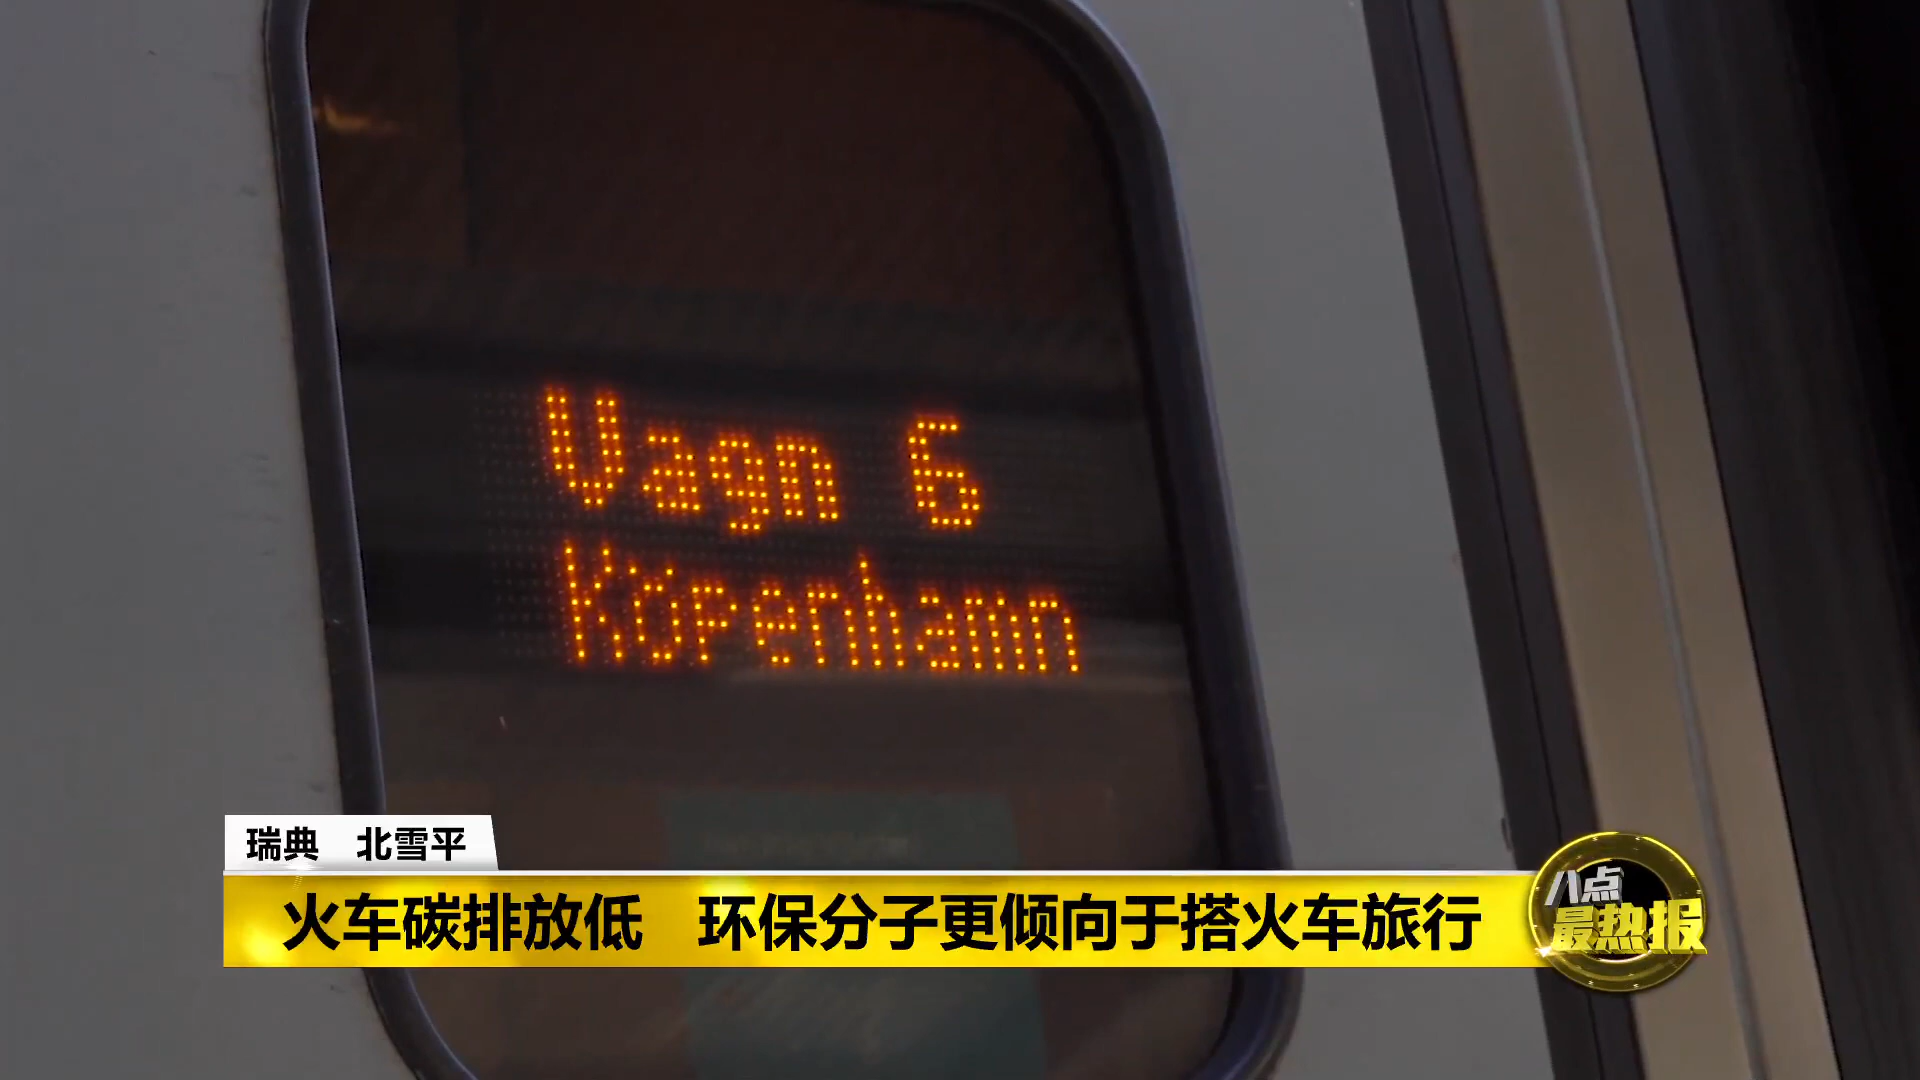 Vagn 6
Köpenhamn
瑞典 北雪平
火车碳排放低 环保分子更倾向于搭火车旅行
八点
最热报